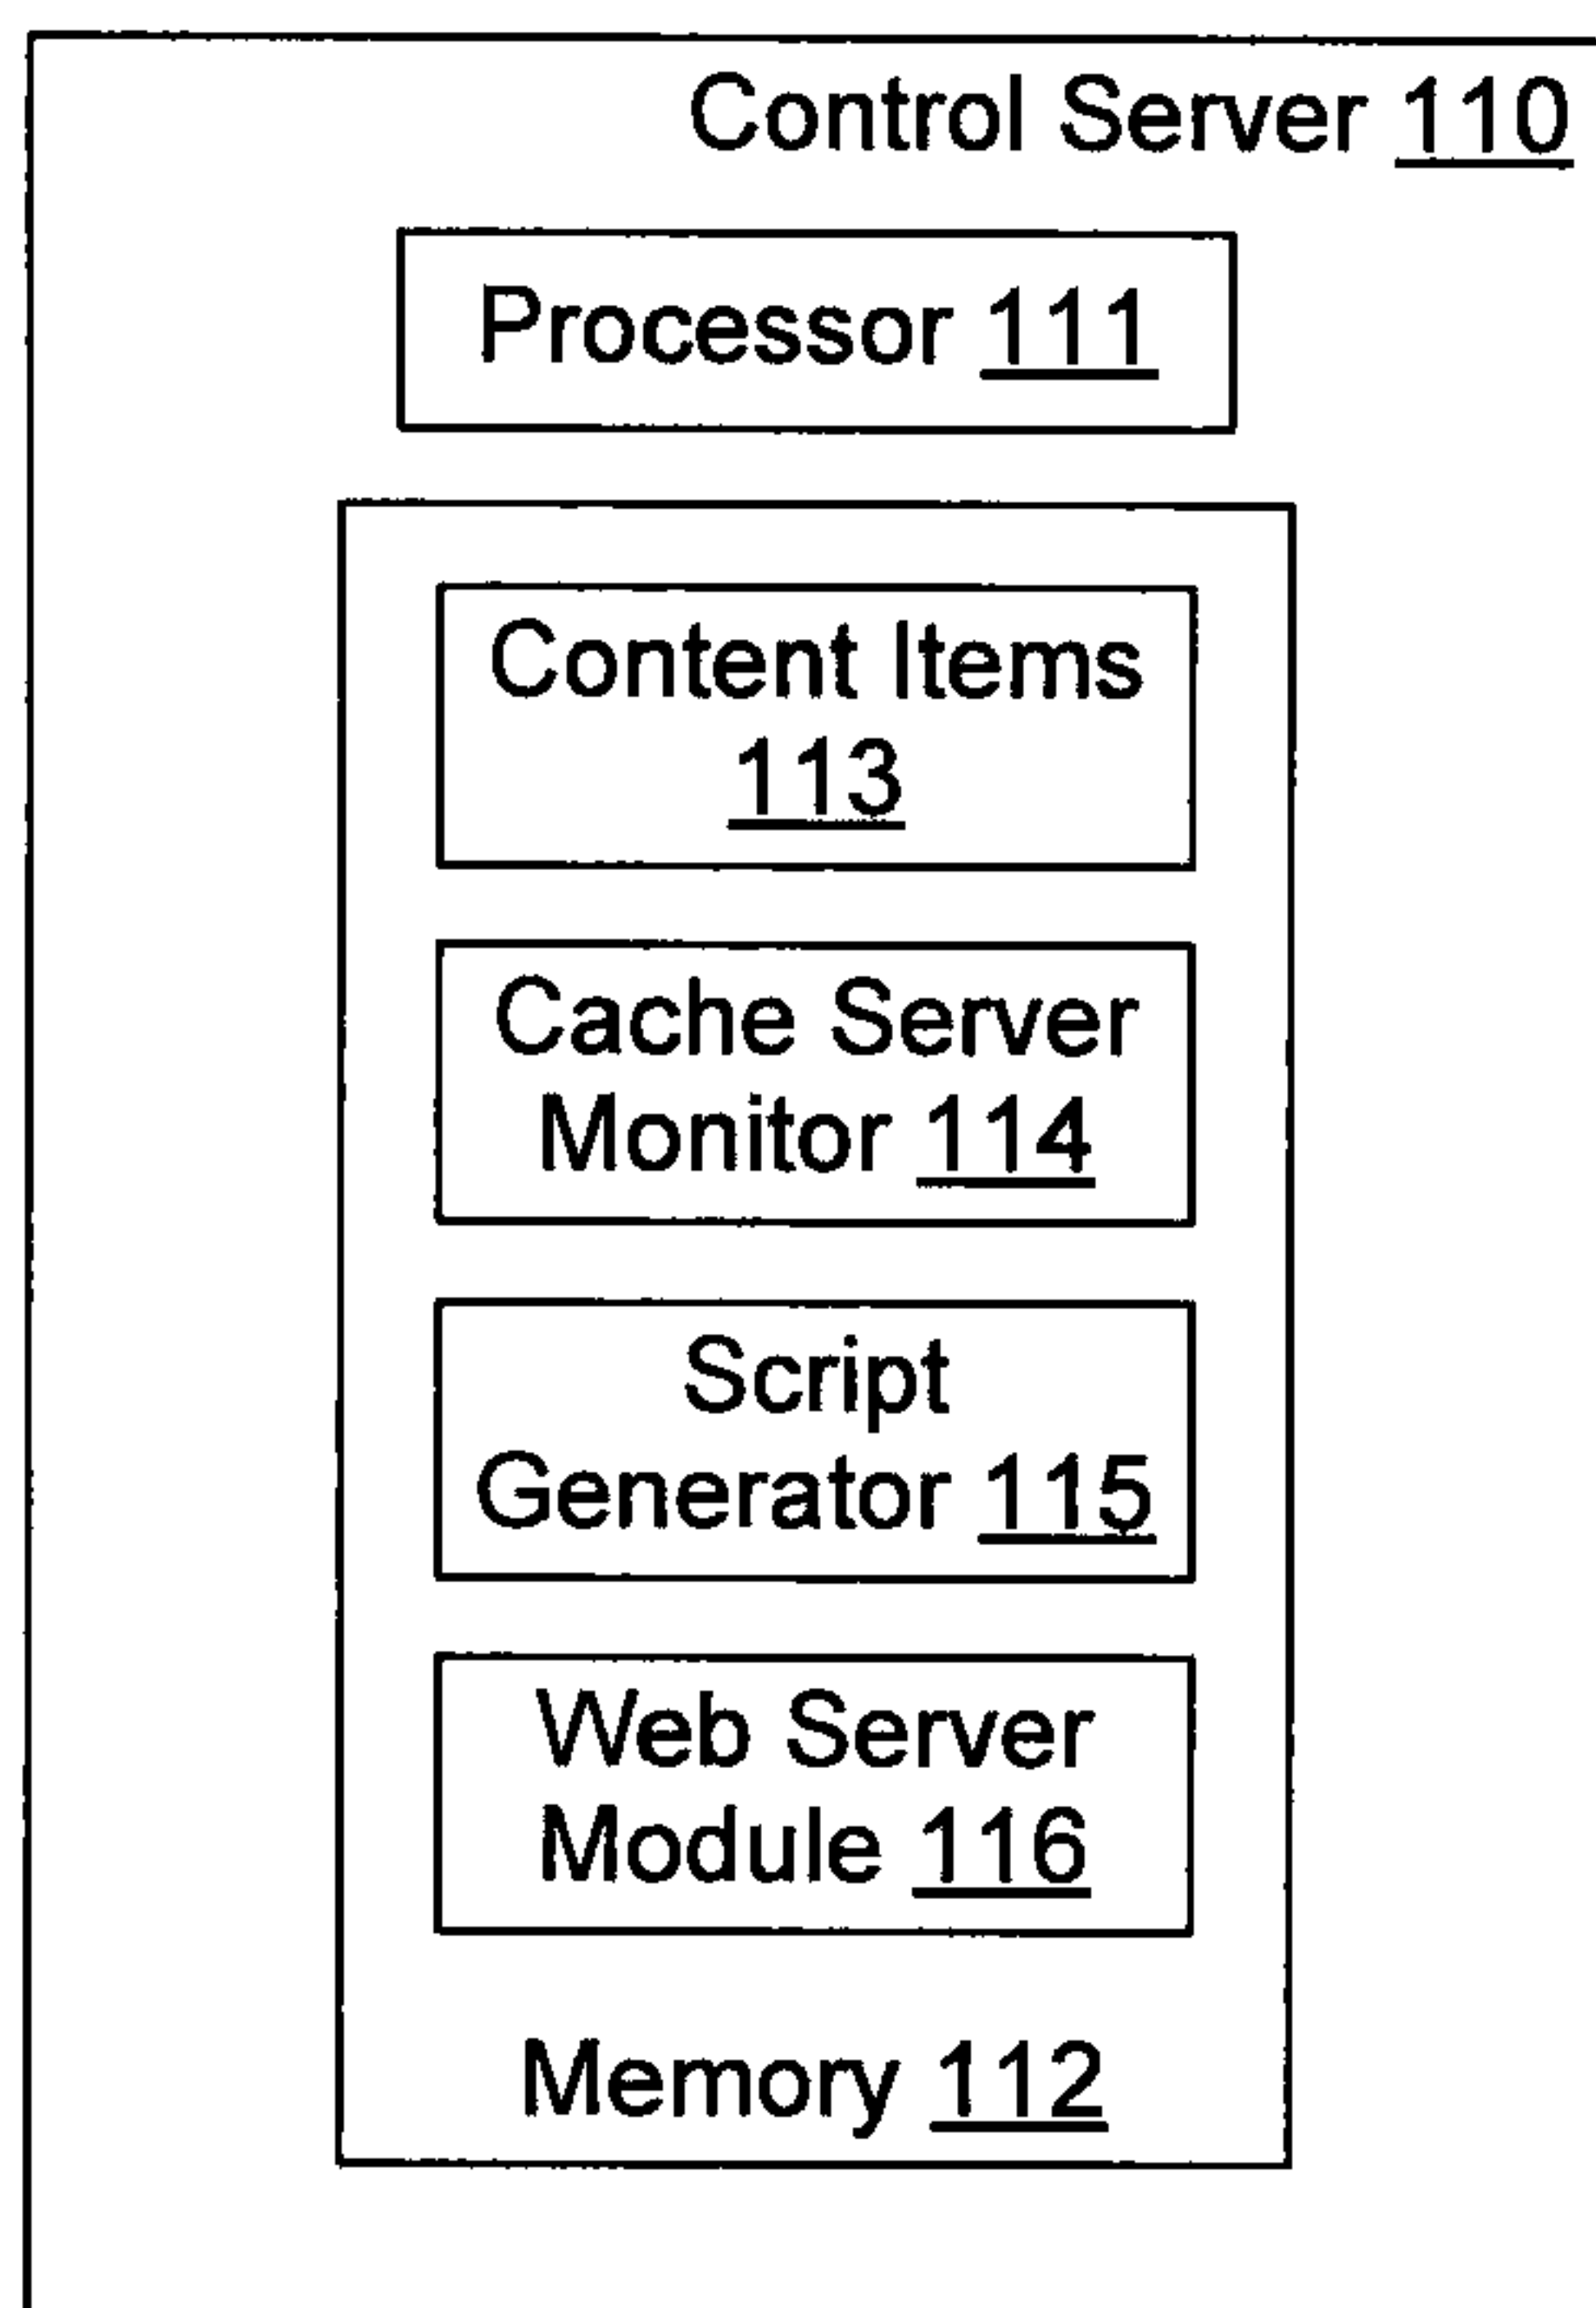 Control Server 110
Processor 111
Content Items
113
Cache Server
Monitor 114
Script
Generator 115
Web Server
Module 116
Memory 112